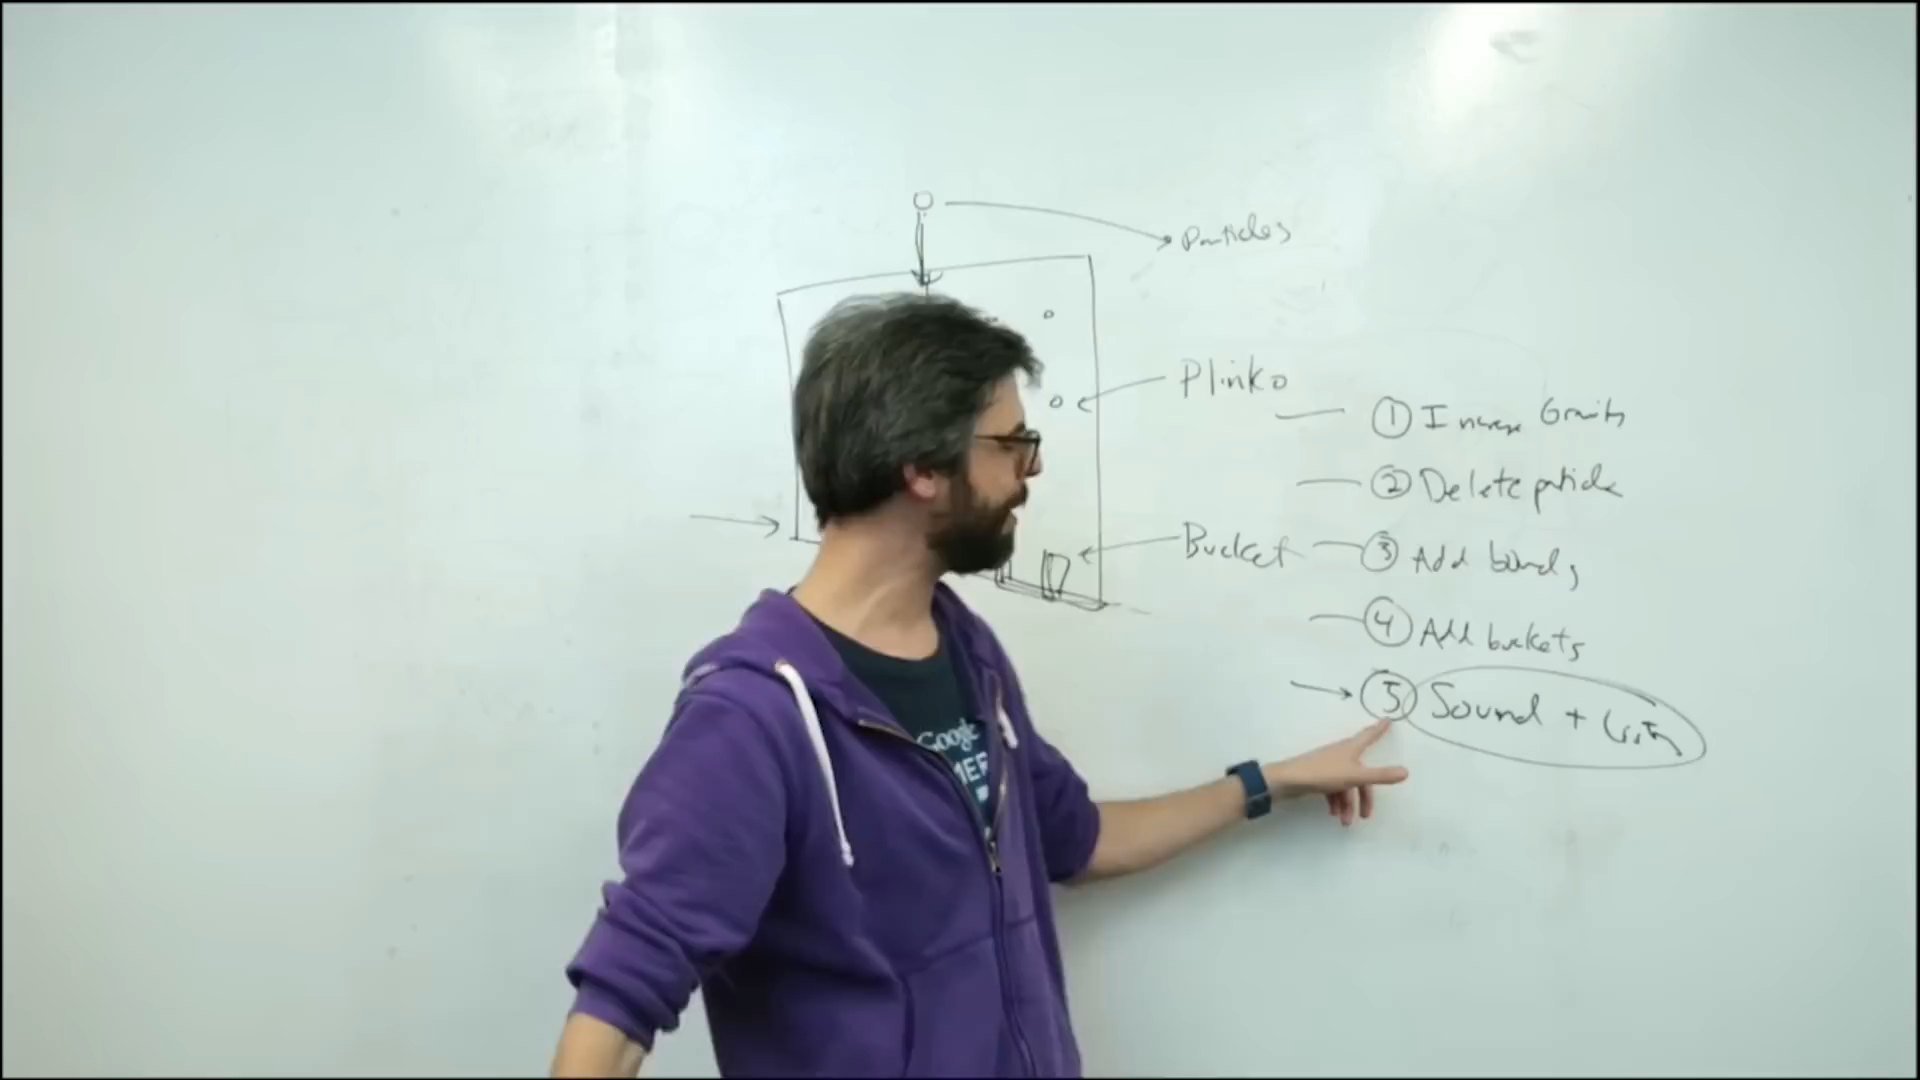 Particles
Plinko
① Increase Gravity
② Delete particle
Bucket
③ Add bounds
④ Add buckets
⑤ Sound +
Google